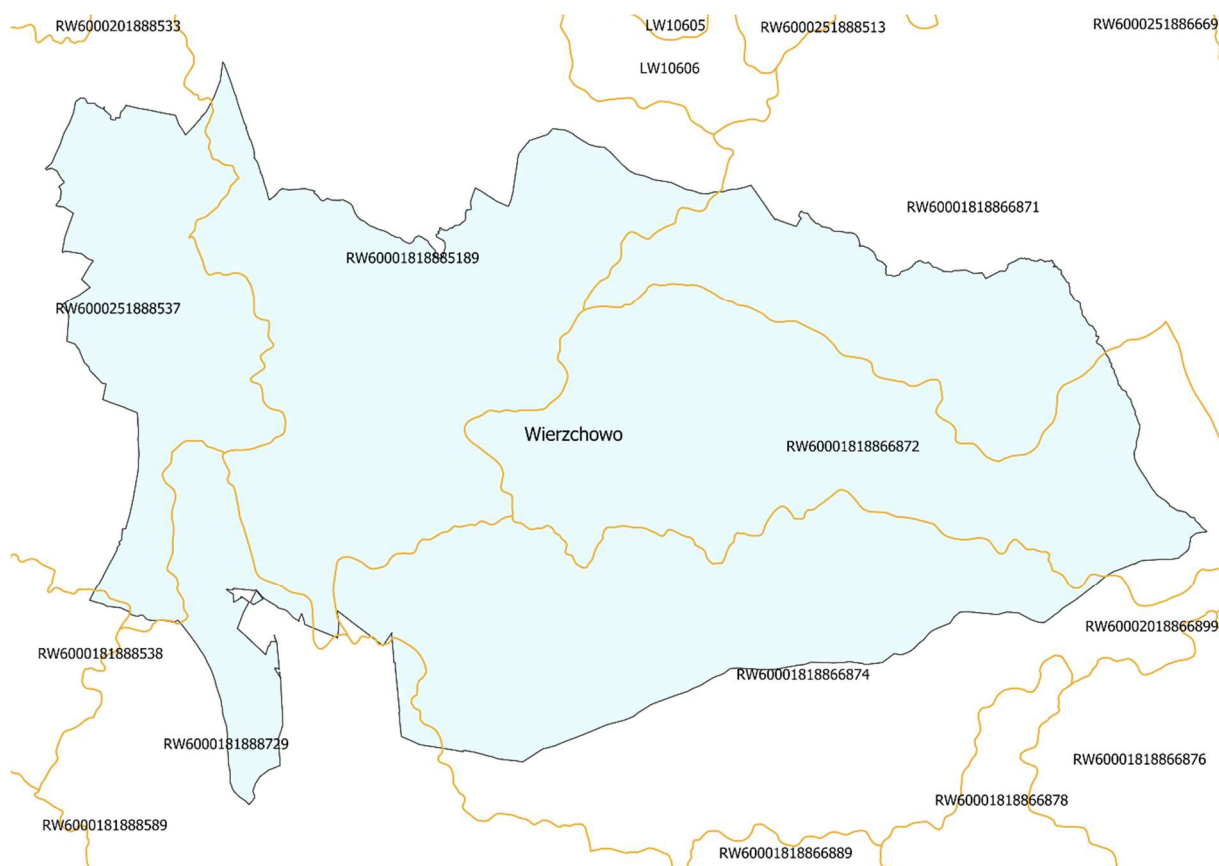 RW6000201888533
LW10605
RW6000251888513
RW6000251886669
LW10606
RW60001818866871
RW60001818885189
RW6000251888537
Wierzchowo
RW60001818866872
RW60002018866899
RW6000181888538
RW60001818866874
RW6000181888729
RW60001818866876
RW60001818866878
RW6000181888589
RW60001818866889